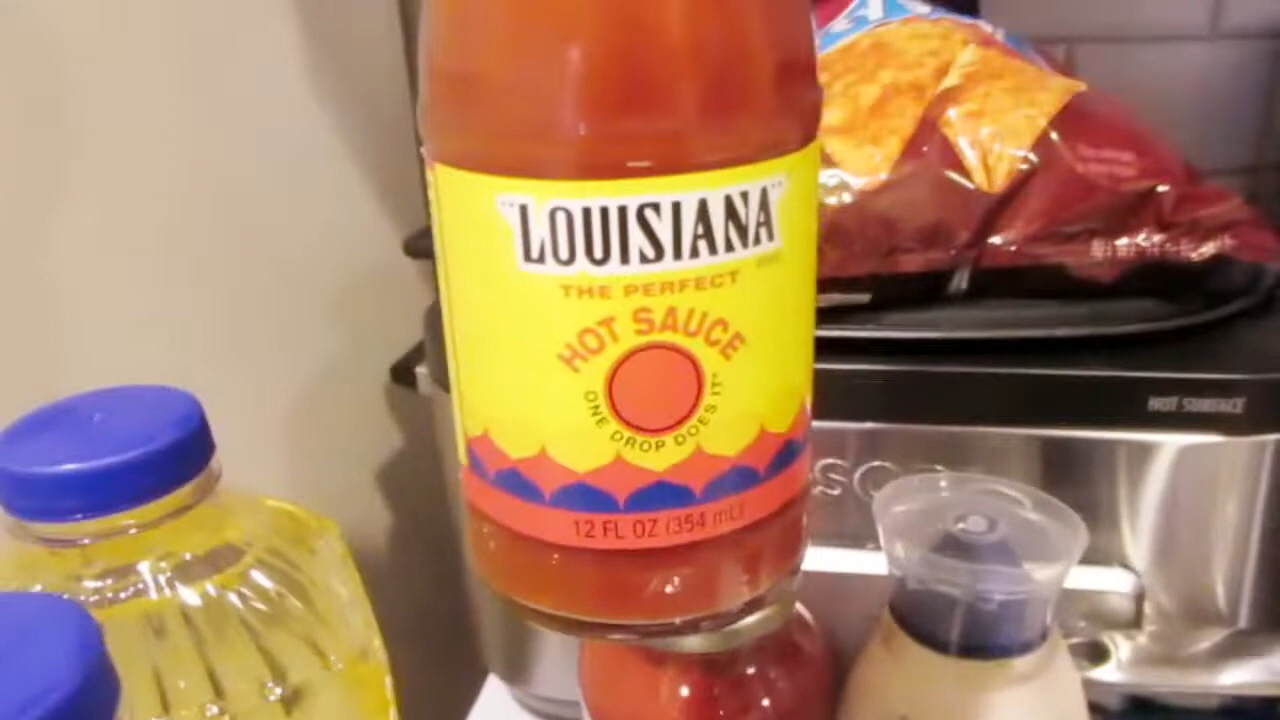 "LOUISIANA"
THE PERFECT
HOT SAUCE
ONE DROP DOES IT"
12 FL OZ (354 mL)
HOT SURFACE